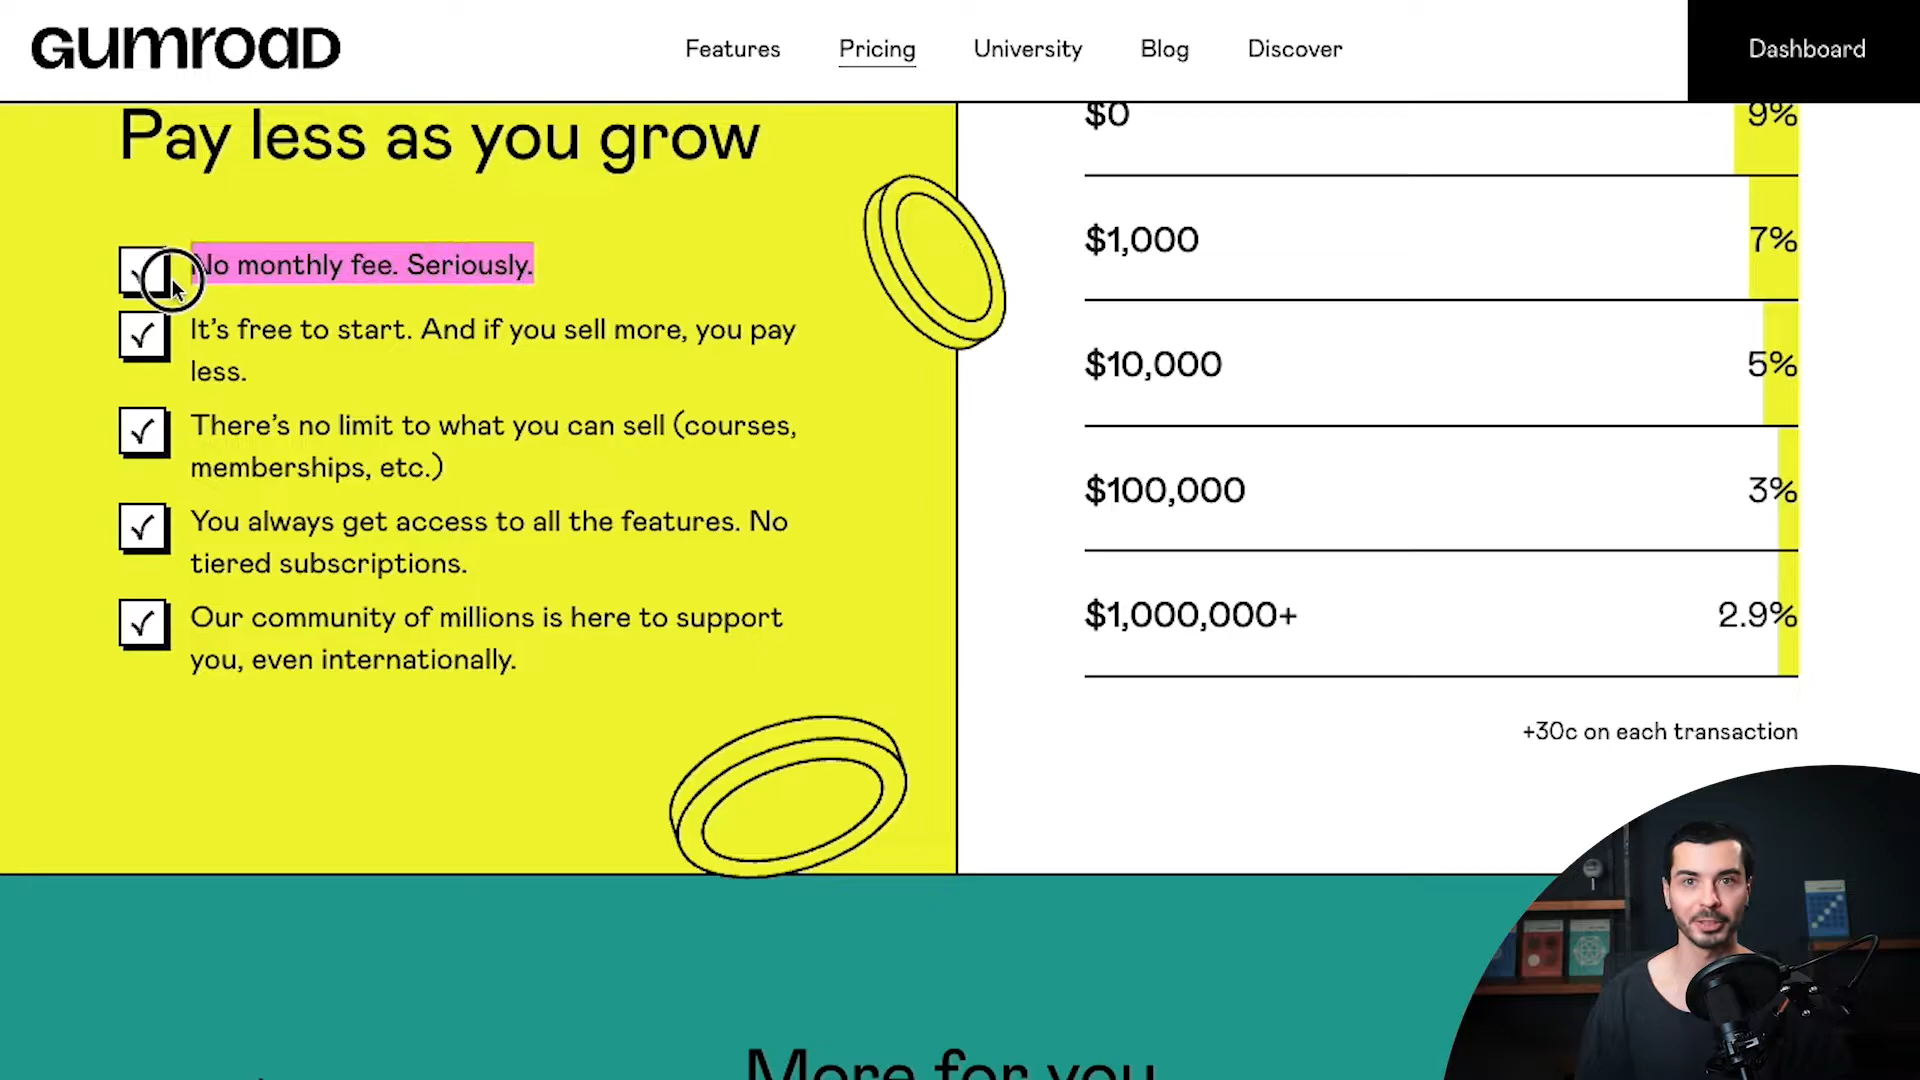 GUMROAD
Features Pricing University Blog Discover Dashboard
Pay less as you grow
No monthly fee. Seriously.
It's free to start. And if you sell more, you pay
less.
There's no limit to what you can sell (courses,
memberships, etc.)
You always get access to all the features. No
tiered subscriptions.
Our community of millions is here to support
you, even internationally.
$0 9%
$1,000 7%
$10,000 5%
$100,000 3%
$1,000,000+ 2.9%
+30c on each transaction
More for you